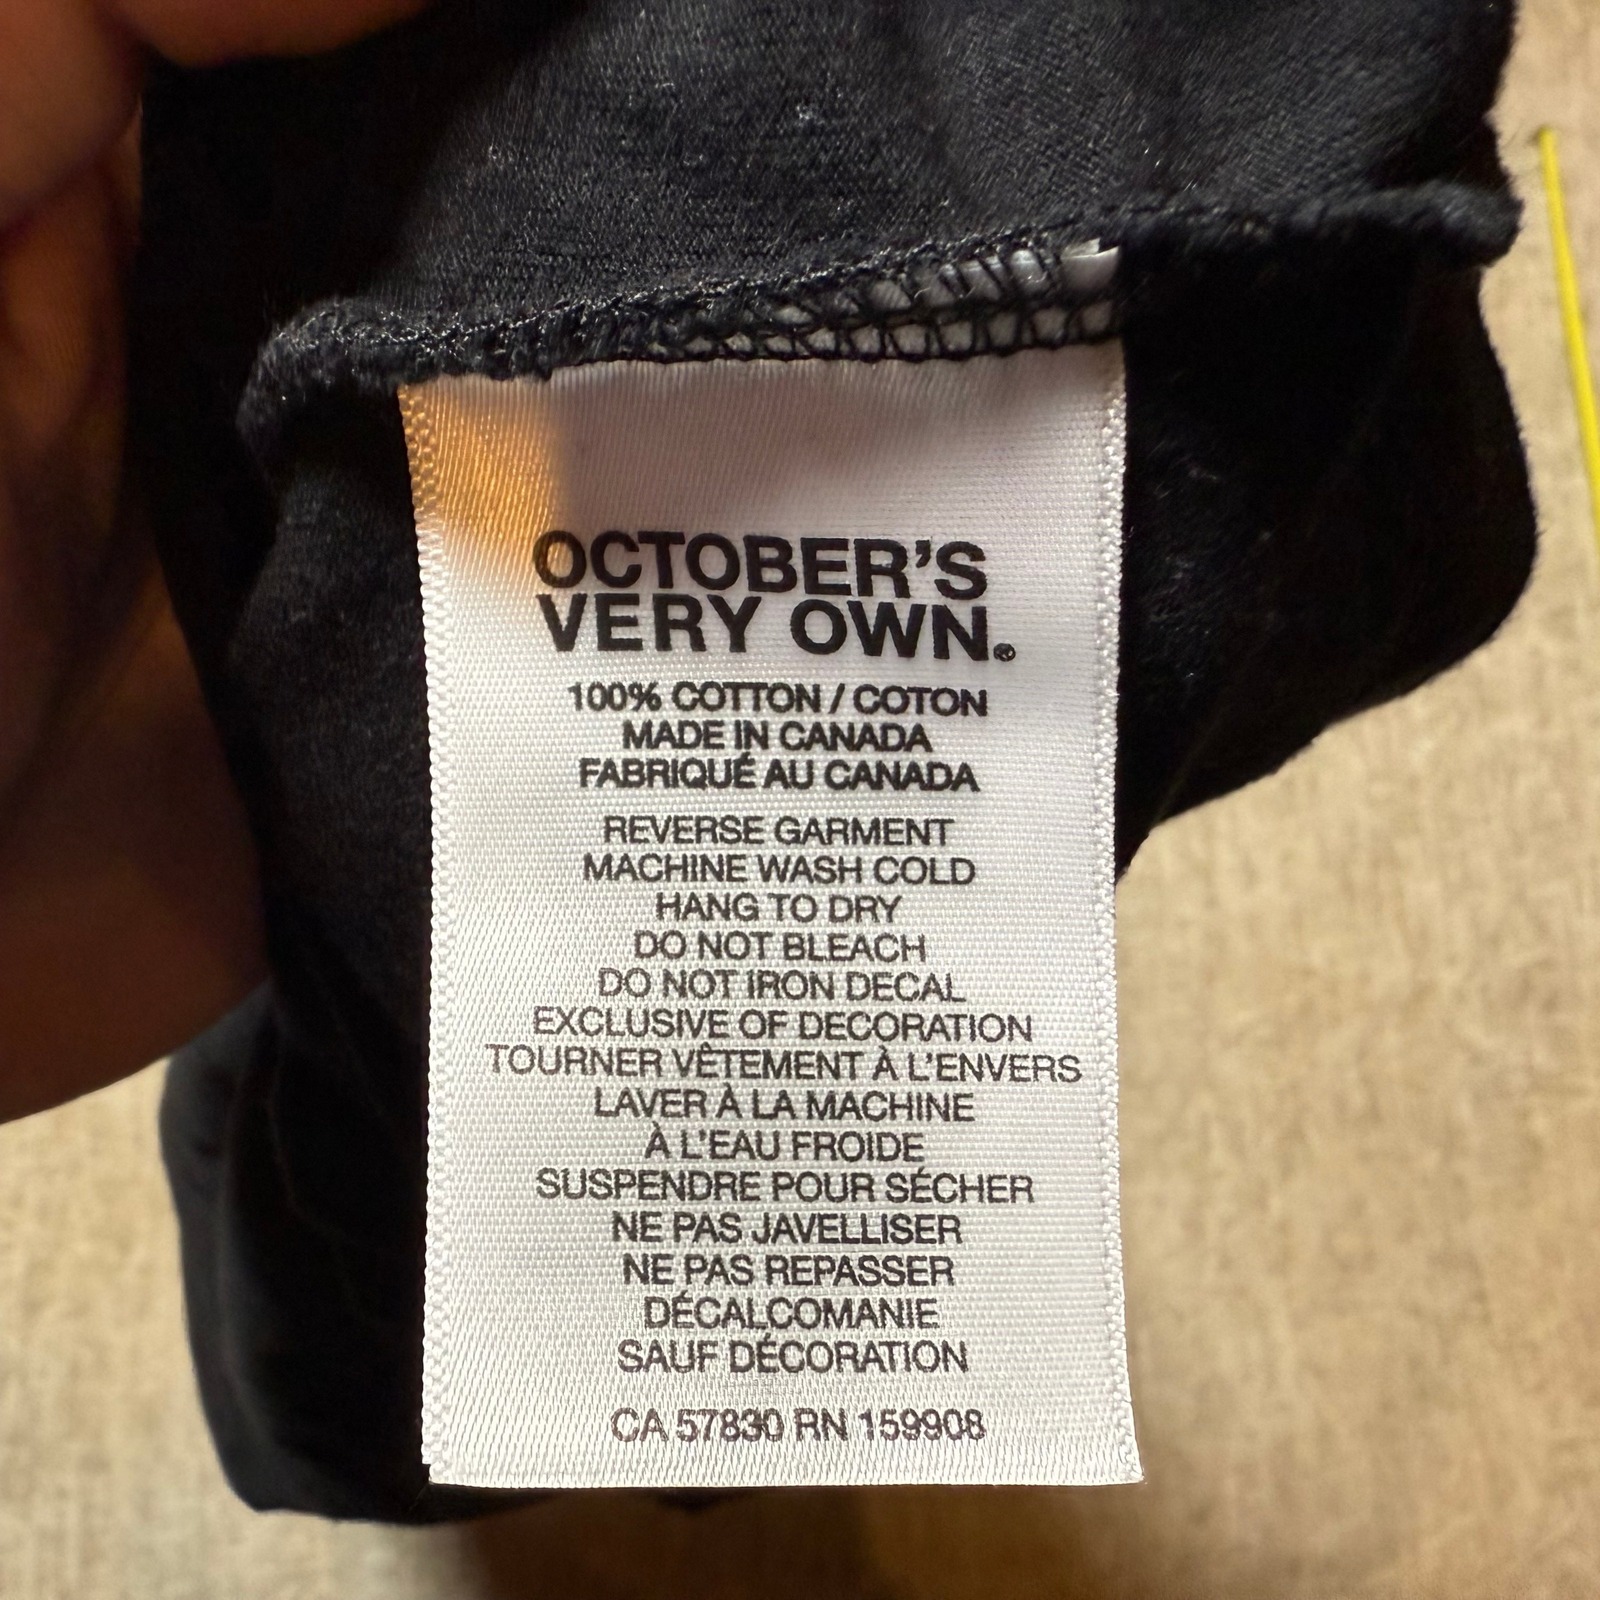 OCTOBER'S
VERY OWN.®
100% COTTON / COTON
MADE IN CANADA
FABRIQUÉ AU CANADA
REVERSE GARMENT
MACHINE WASH COLD
HANG TO DRY
DO NOT BLEACH
DO NOT IRON DECAL
EXCLUSIVE OF DECORATION
TOURNER VÊTEMENT À L'ENVERS
LAVER À LA MACHINE
À L'EAU FROIDE
SUSPENDRE POUR SÉCHER
NE PAS JAVELLISER
NE PAS REPASSER
DÉCALCOMANIE
SAUF DÉCORATION
CA 57830 RN 159908